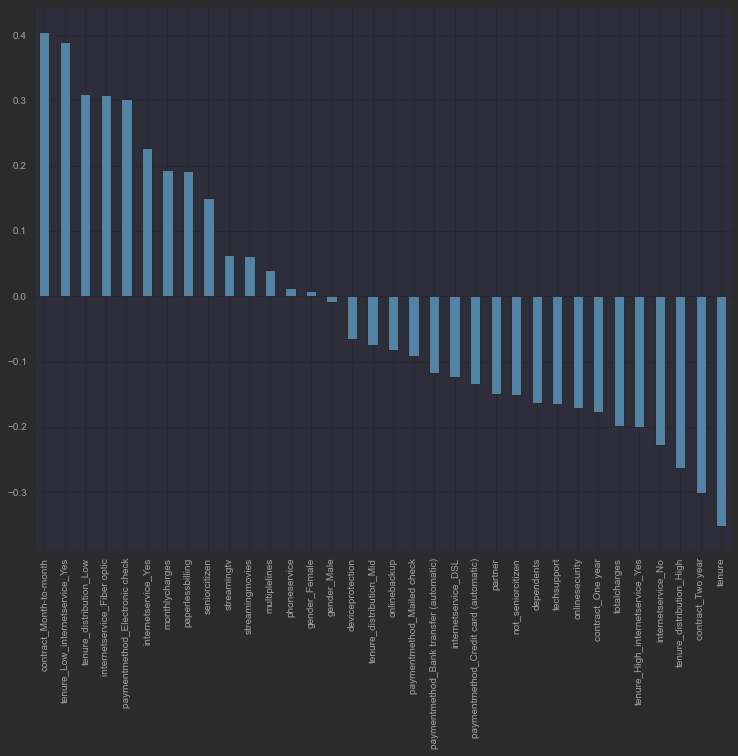 0.4
0.3
0.2
0.1
0.0
−0.1
−0.2
−0.3
contract_Month-to-month
tenure_Low_internetservice_Yes
tenure_distribution_Low
internetservice_Fiber optic
paymentmethod_Electronic check
internetservice_Yes
monthlycharges
paperlessbilling
seniorcitizen
streamingtv
streamingmovies
multiplelines
phoneservice
gender_Female
gender_Male
deviceprotection
tenure_distribution_Mid
onlinebackup
paymentmethod_Mailed check
paymentmethod_Bank transfer (automatic)
internetservice_DSL
paymentmethod_Credit card (automatic)
partner
not_seniorcitizen
dependents
techsupport
onlinesecurity
contract_One year
totalcharges
tenure_High_internetservice_Yes
internetservice_No
tenure_distribution_High
contract_Two year
tenure